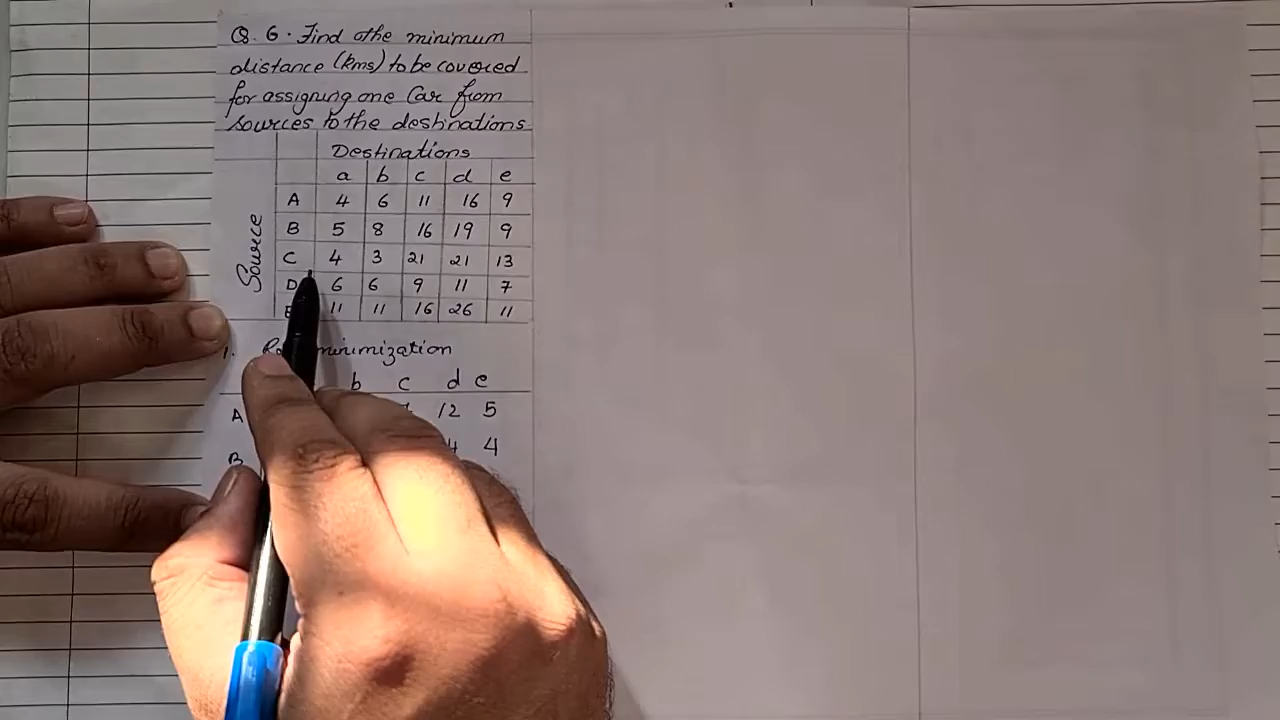 Q. 6. Find the minimum
distance (kms) to be covered
for assigning one Car from
sources to the destinations
Destinations
a b c d e
Source
A 4 6 11 16 9
B 5 8 16 19 9
C 4 3 21 21 13
D 6 6 9 11 7
E 11 11 16 26 11
1. minimization
b c d e
A 12 5
B 4